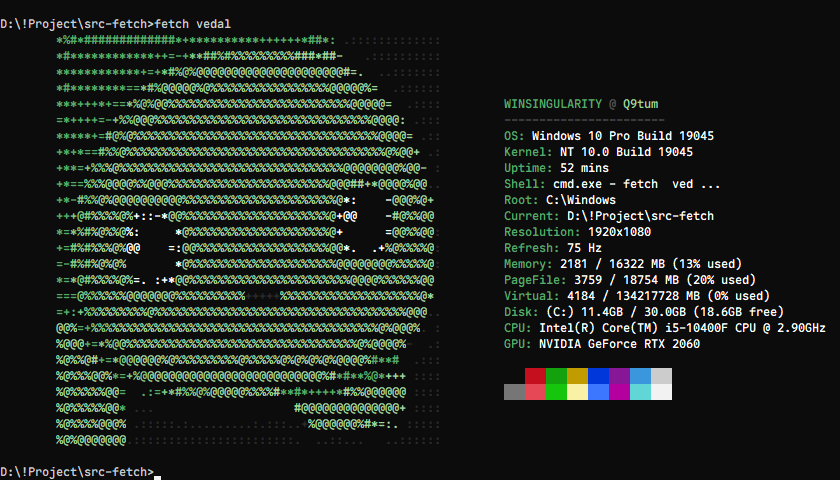 D:\!Project\src-fetch>fetch vedal
WINSINGULARITY @ Q9tum
-----------------------
OS: Windows 10 Pro Build 19045
Kernel: NT 10.0 Build 19045
Uptime: 52 mins
Shell: cmd.exe - fetch  ved ...
Root: C:\Windows
Current: D:\!Project\src-fetch
Resolution: 1920x1080
Refresh: 75 Hz
Memory: 2181 / 16322 MB (13% used)
PageFile: 3759 / 18754 MB (20% used)
Virtual: 4184 / 134217728 MB (0% used)
Disk: (C:) 11.4GB / 30.0GB (18.6GB free)
CPU: Intel(R) Core(TM) i5-10400F CPU @ 2.90GHz
GPU: NVIDIA GeForce RTX 2060
D:\!Project\src-fetch>